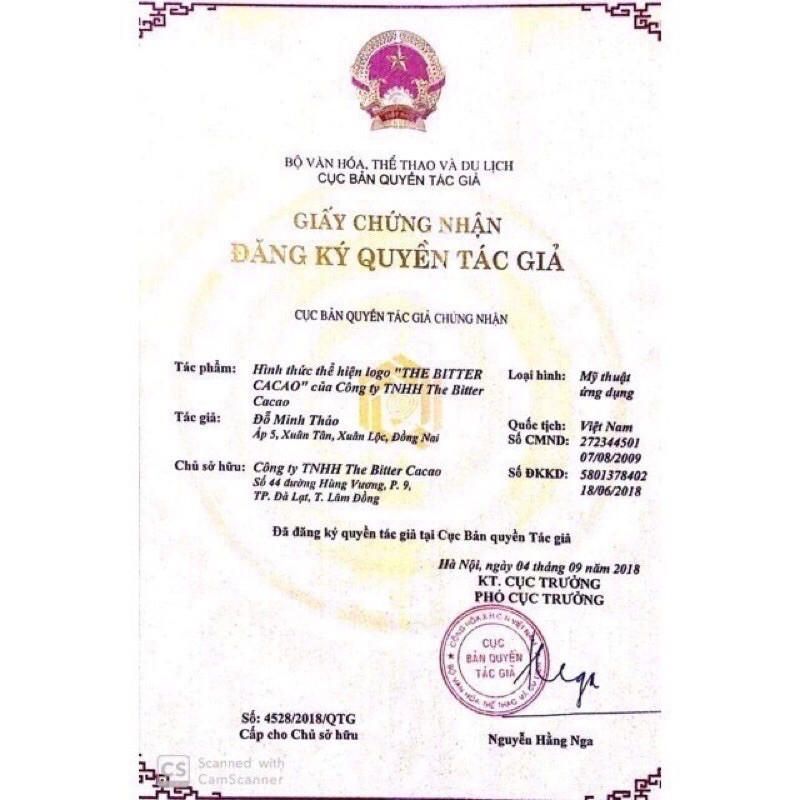 BỘ VĂN HÓA, THỂ THAO VÀ DU LỊCH
CỤC BẢN QUYỀN TÁC GIẢ
GIẤY CHỨNG NHẬN
ĐĂNG KÝ QUYỀN TÁC GIẢ
CỤC BẢN QUYỀN TÁC GIẢ CHỨNG NHẬN
Tác phẩm: Hình thức thể hiện logo "THE BITTER Loại hình: Mỹ thuật
CACAO" của Công ty TNHH The Bitter ứng dụng
Cacao
Tác giả: Đỗ Minh Thảo Quốc tịch: Việt Nam
Ấp 5, Xuân Tân, Xuân Lộc, Đồng Nai Số CMND: 272344501
07/08/2009
Chủ sở hữu: Công ty TNHH The Bitter Cacao Số ĐKKD: 5801378402
Số 44 đường Hùng Vương, P. 9, 18/06/2018
TP. Đà Lạt, T. Lâm Đồng
Đã đăng ký quyền tác giả tại Cục Bản quyền Tác giả
Hà Nội, ngày 04 tháng 09 năm 2018
KT. CỤC TRƯỞNG
PHÓ CỤC TRƯỞNG
CỤC
BẢN QUYỀN
TÁC GIẢ
Số: 4528/2018/QTG
Cấp cho Chủ sở hữu
Nguyễn Hằng Nga
CS
Scanned with
CamScanner